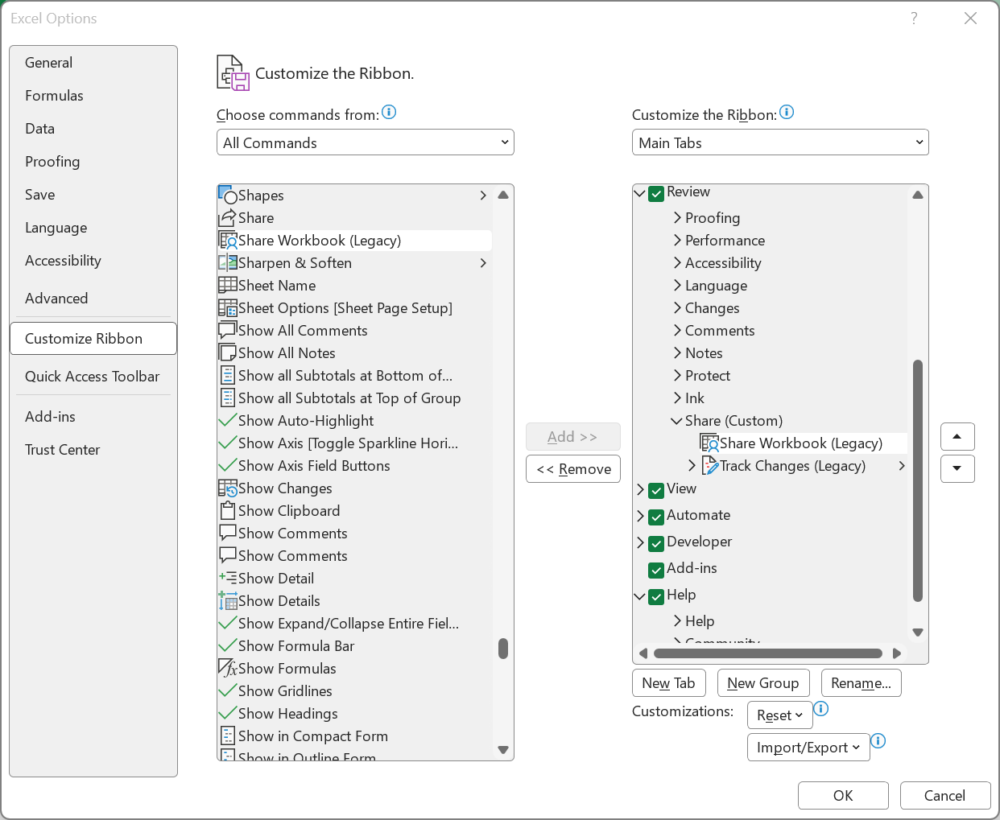 Excel Options
?
General
Formulas
Data
Proofing
Save
Language
Accessibility
Advanced
Customize Ribbon
Quick Access Toolbar
Add-ins
Trust Center
Customize the Ribbon.
Choose commands from:
All Commands
Shapes
Share
Share Workbook (Legacy)
Sharpen & Soften
Sheet Name
Sheet Options [Sheet Page Setup]
Show All Comments
Show All Notes
Show all Subtotals at Bottom of...
Show all Subtotals at Top of Group
Show Auto-Highlight
Show Axis [Toggle Sparkline Hori...
Show Axis Field Buttons
Show Changes
Show Clipboard
Show Comments
Show Comments
Show Detail
Show Details
Show Expand/Collapse Entire Fiel...
Show Formula Bar
Show Formulas
Show Gridlines
Show Headings
Show in Compact Form
Show in Outline Form
Add >>
<< Remove
Customize the Ribbon:
Main Tabs
Review
Proofing
Performance
Accessibility
Language
Changes
Comments
Notes
Protect
Ink
Share (Custom)
Share Workbook (Legacy)
Track Changes (Legacy)
View
Automate
Developer
Add-ins
Help
Help
Community
New Tab
New Group
Rename...
Customizations:
Reset
Import/Export
OK
Cancel